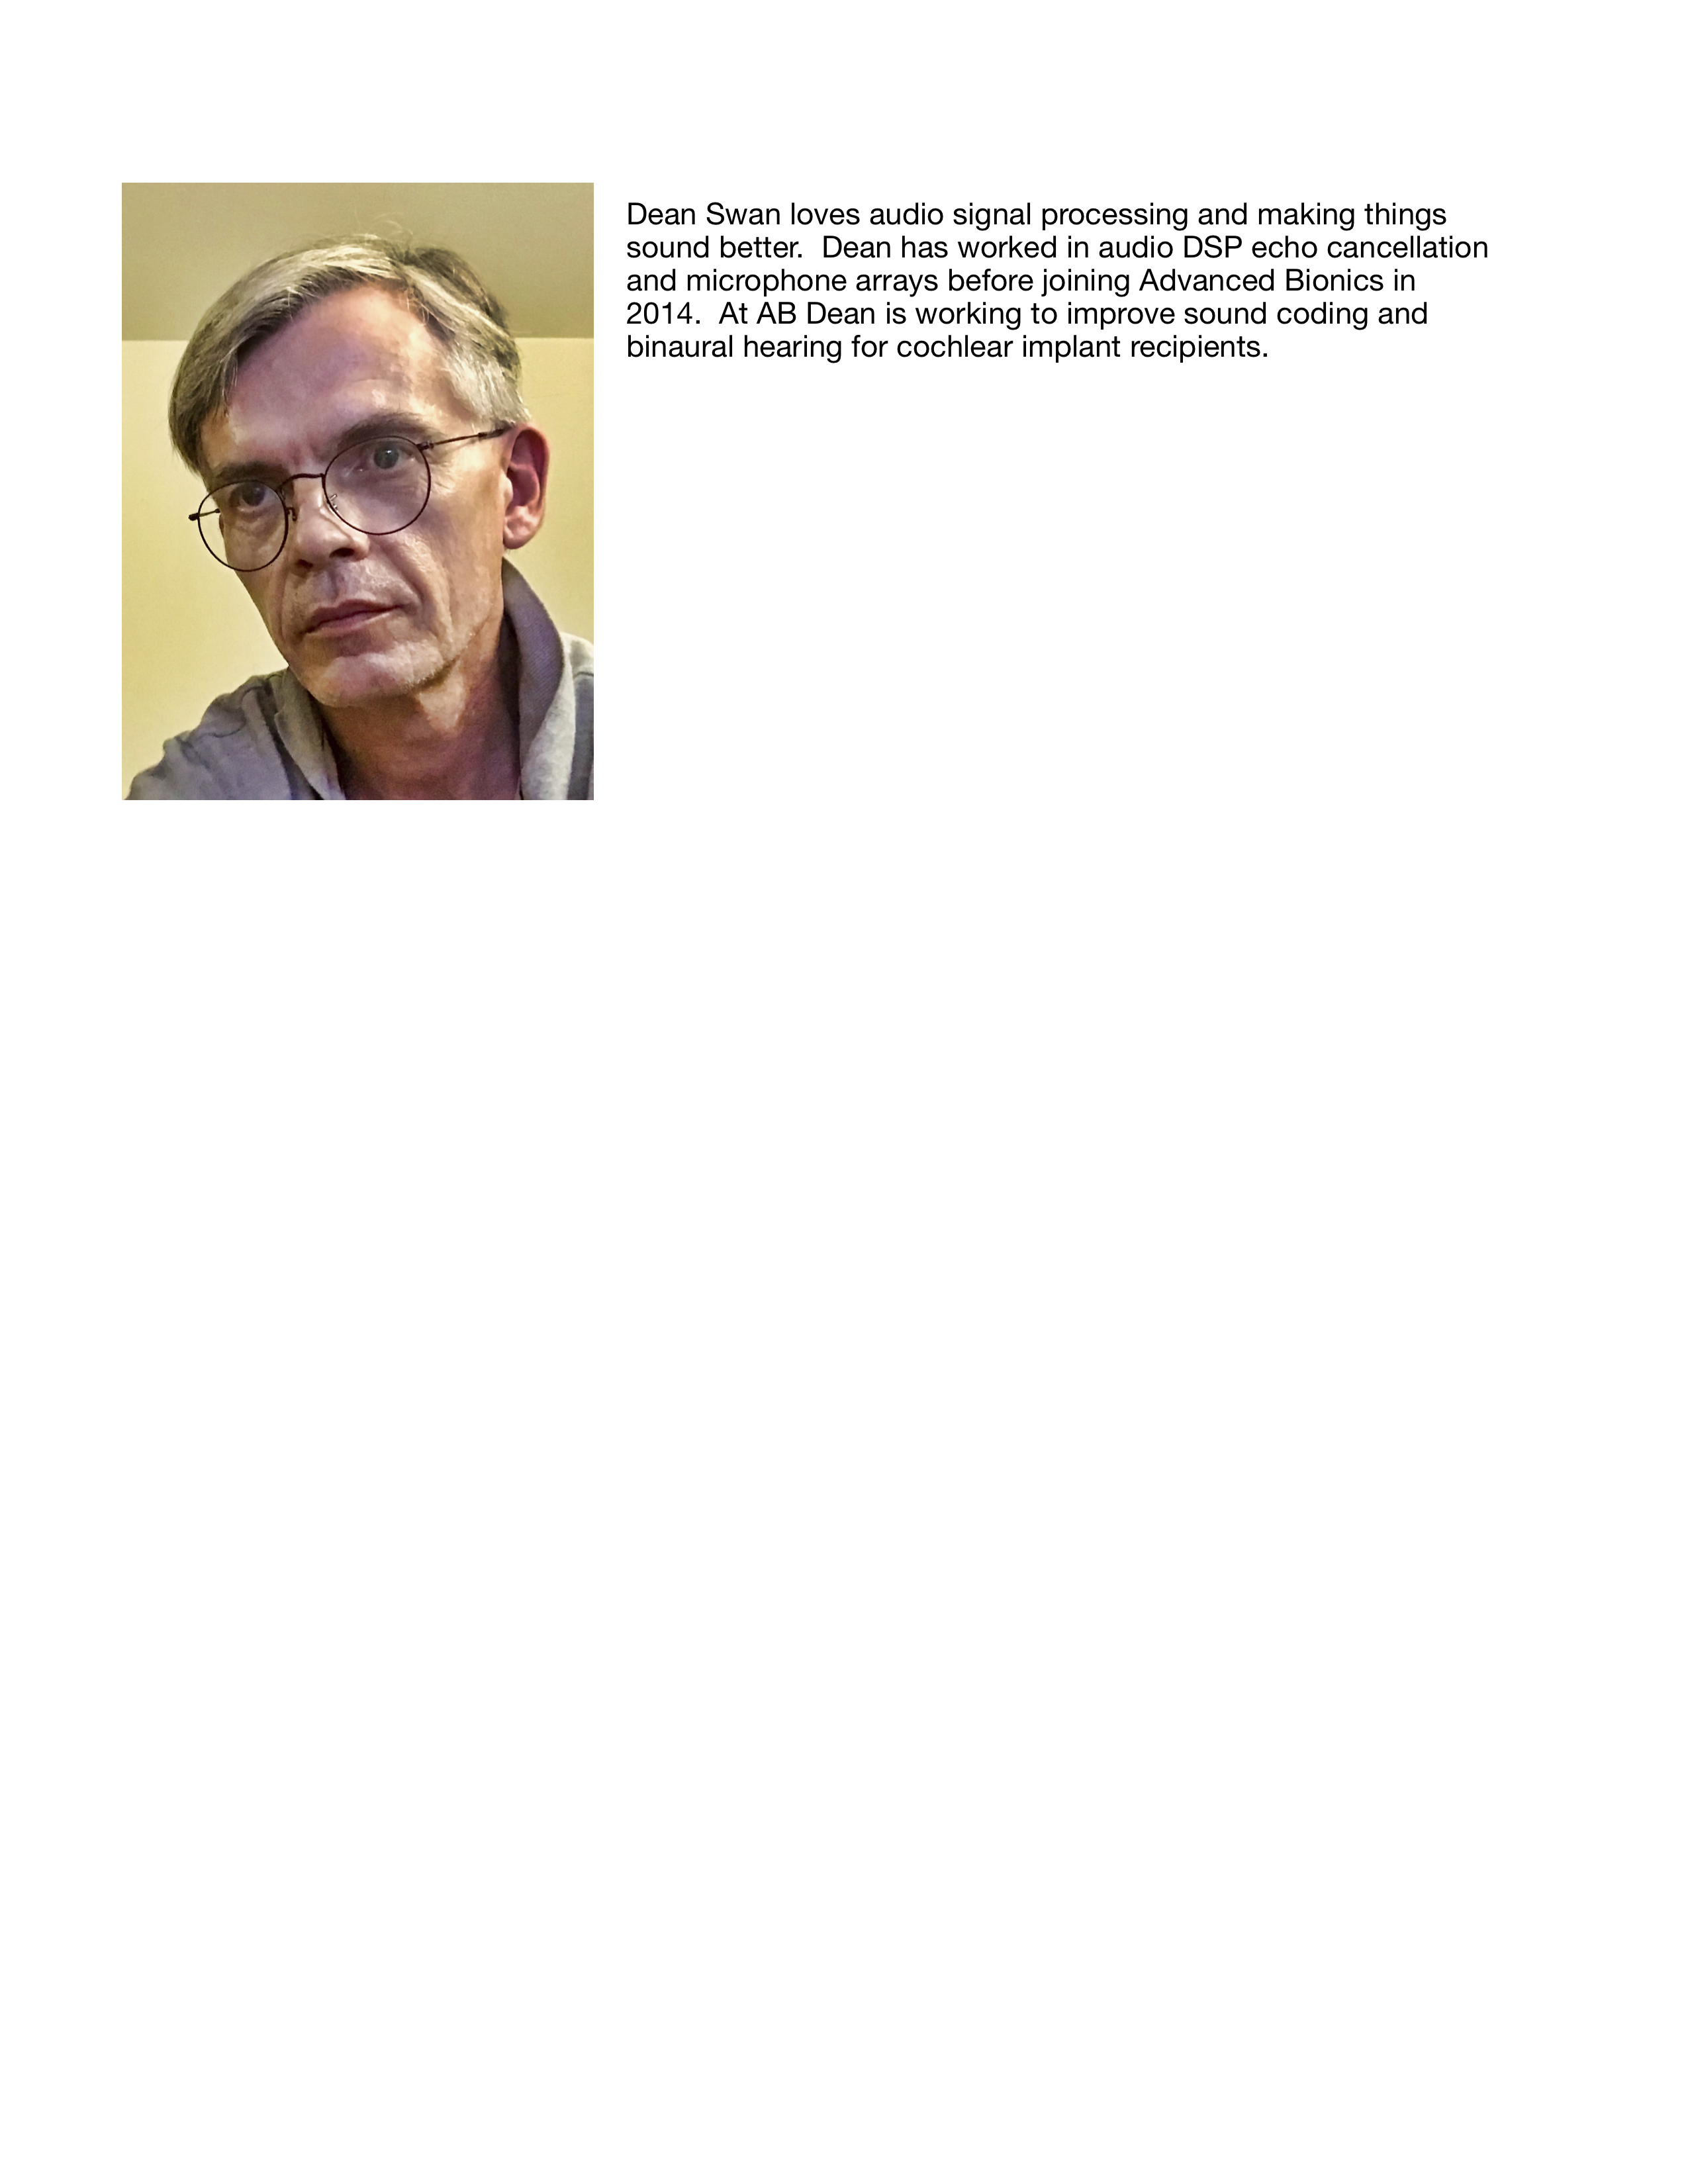 Dean Swan loves audio signal processing and making things
sound better.  Dean has worked in audio DSP echo cancellation
and microphone arrays before joining Advanced Bionics in
2014.  At AB Dean is working to improve sound coding and
binaural hearing for cochlear implant recipients.